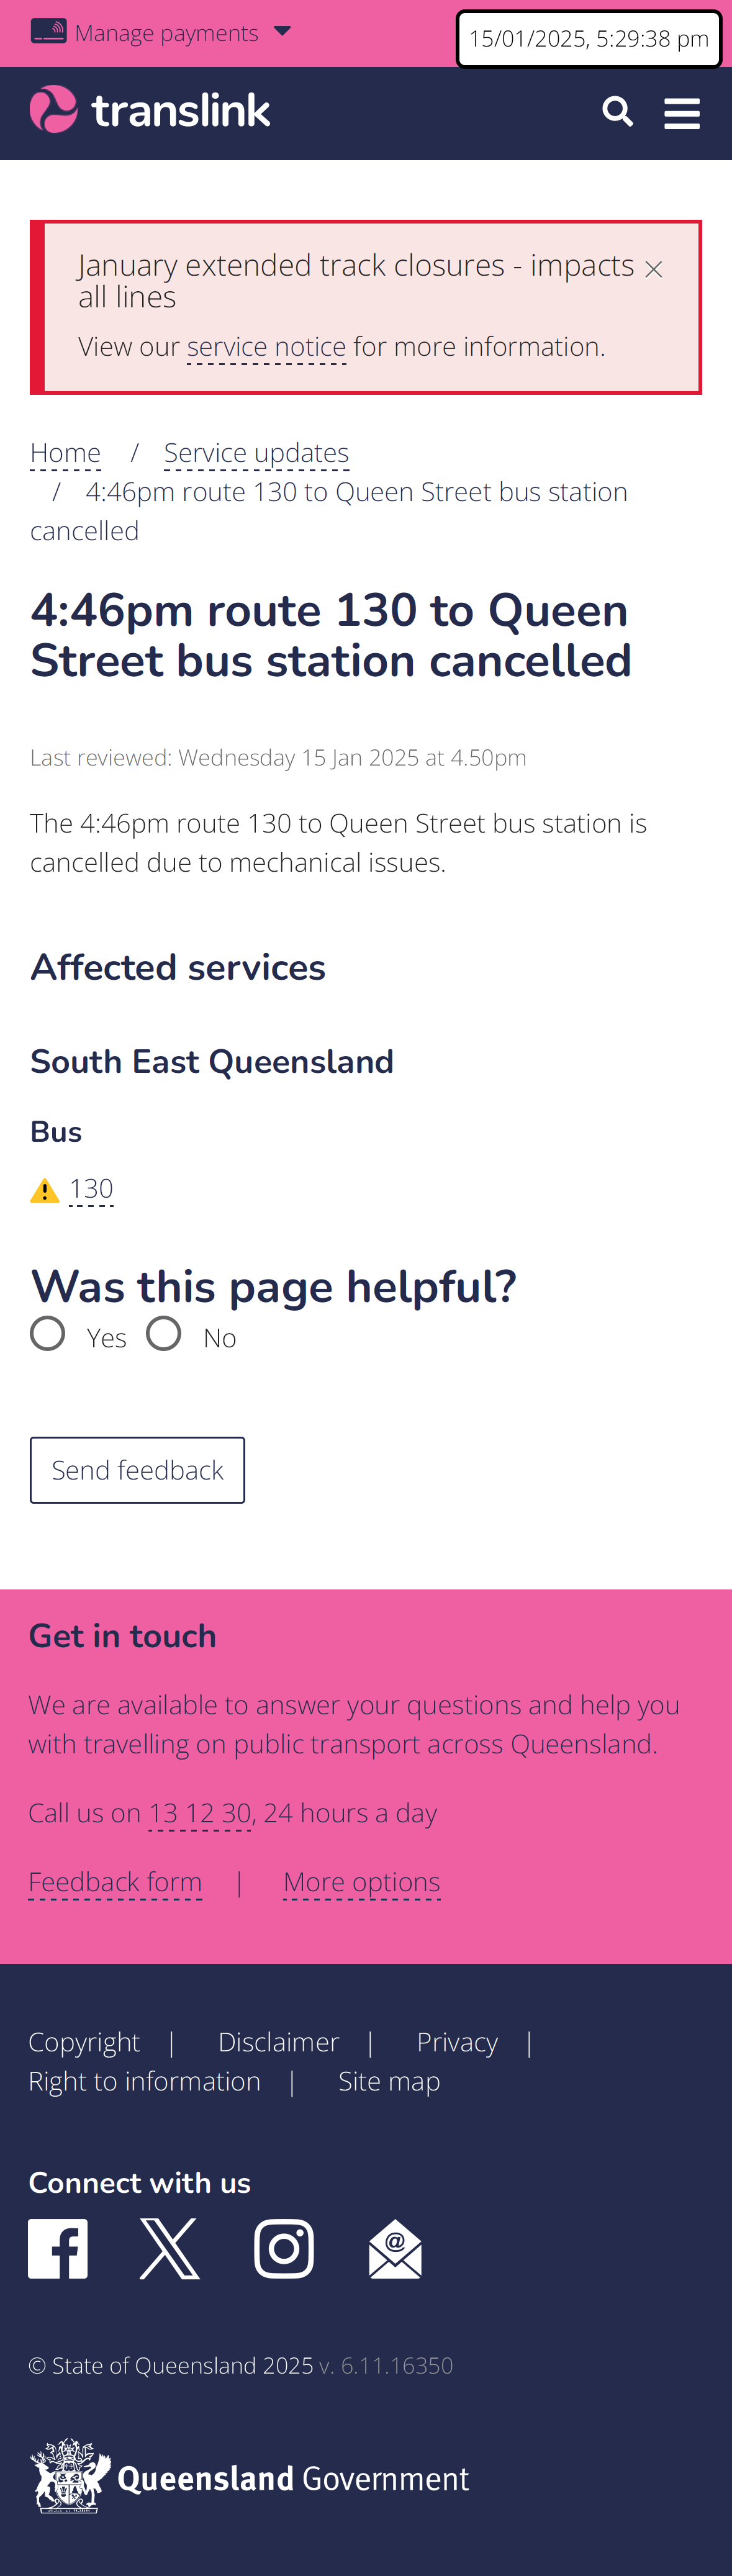 Manage payments
15/01/2025, 5:29:38 pm
translink
January extended track closures - impacts
all lines
View our service notice for more information.
Home / Service updates
/ 4:46pm route 130 to Queen Street bus station
cancelled
4:46pm route 130 to Queen
Street bus station cancelled
Last reviewed: Wednesday 15 Jan 2025 at 4.50pm
The 4:46pm route 130 to Queen Street bus station is
cancelled due to mechanical issues.
Affected services
South East Queensland
Bus
130
Was this page helpful?
Yes No
Send feedback
Get in touch
We are available to answer your questions and help you
with travelling on public transport across Queensland.
Call us on 13 12 30, 24 hours a day
Feedback form | More options
Copyright | Disclaimer | Privacy |
Right to information | Site map
Connect with us
© State of Queensland 2025 v. 6.11.16350
Queensland Government